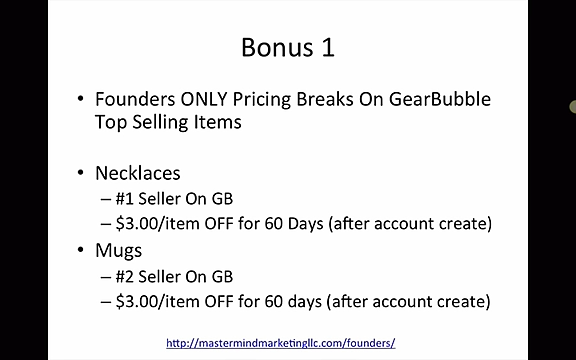 Bonus 1
• Founders ONLY Pricing Breaks On GearBubble
Top Selling Items
• Necklaces
– #1 Seller On GB
– $3.00/item OFF for 60 Days (after account create)
• Mugs
– #2 Seller On GB
– $3.00/item OFF for 60 days (after account create)
http://mastermindmarketingllc.com/founders/